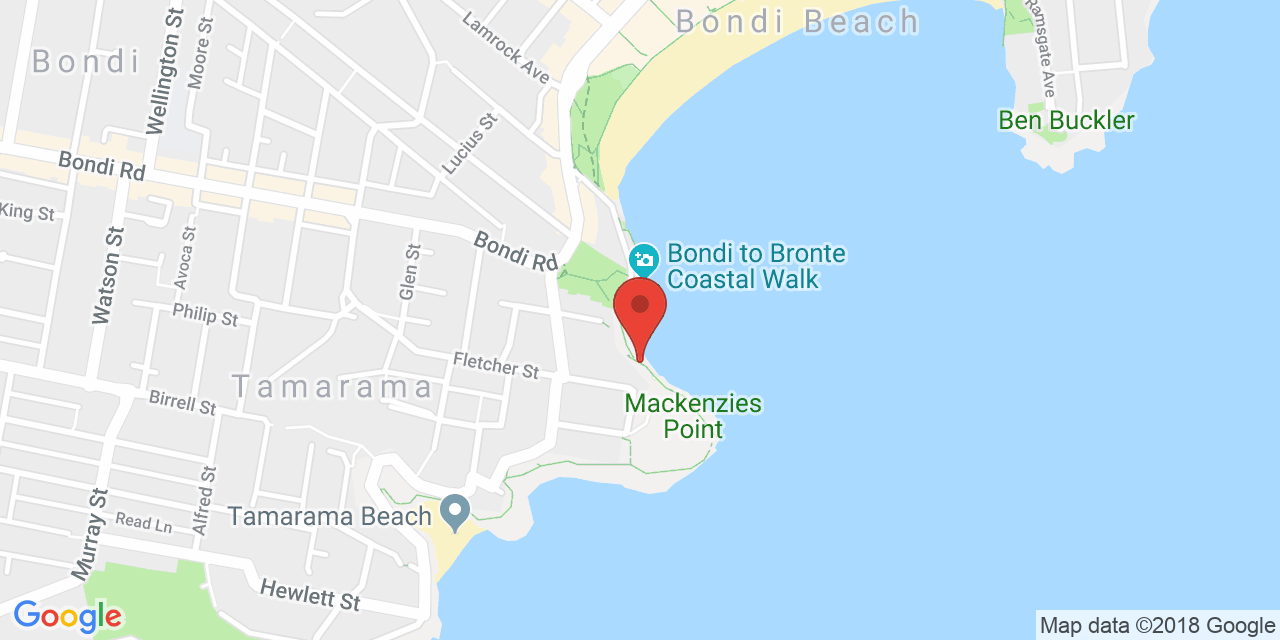 Bondi Beach
Bondi
Wellington St
Moore St
Lamrock Ave
Ramsgate Ave
Ben Buckler
Lucius St
Bondi Rd
King St
Watson St
Avoca St
Glen St
Bondi Rd
Bondi to Bronte
Coastal Walk
Philip St
Fletcher St
Tamarama
Birrell St
Mackenzies
Point
Murray St
Alfred St
Read Ln
Tamarama Beach
Hewlett St
Google
Map data ©2018 Google